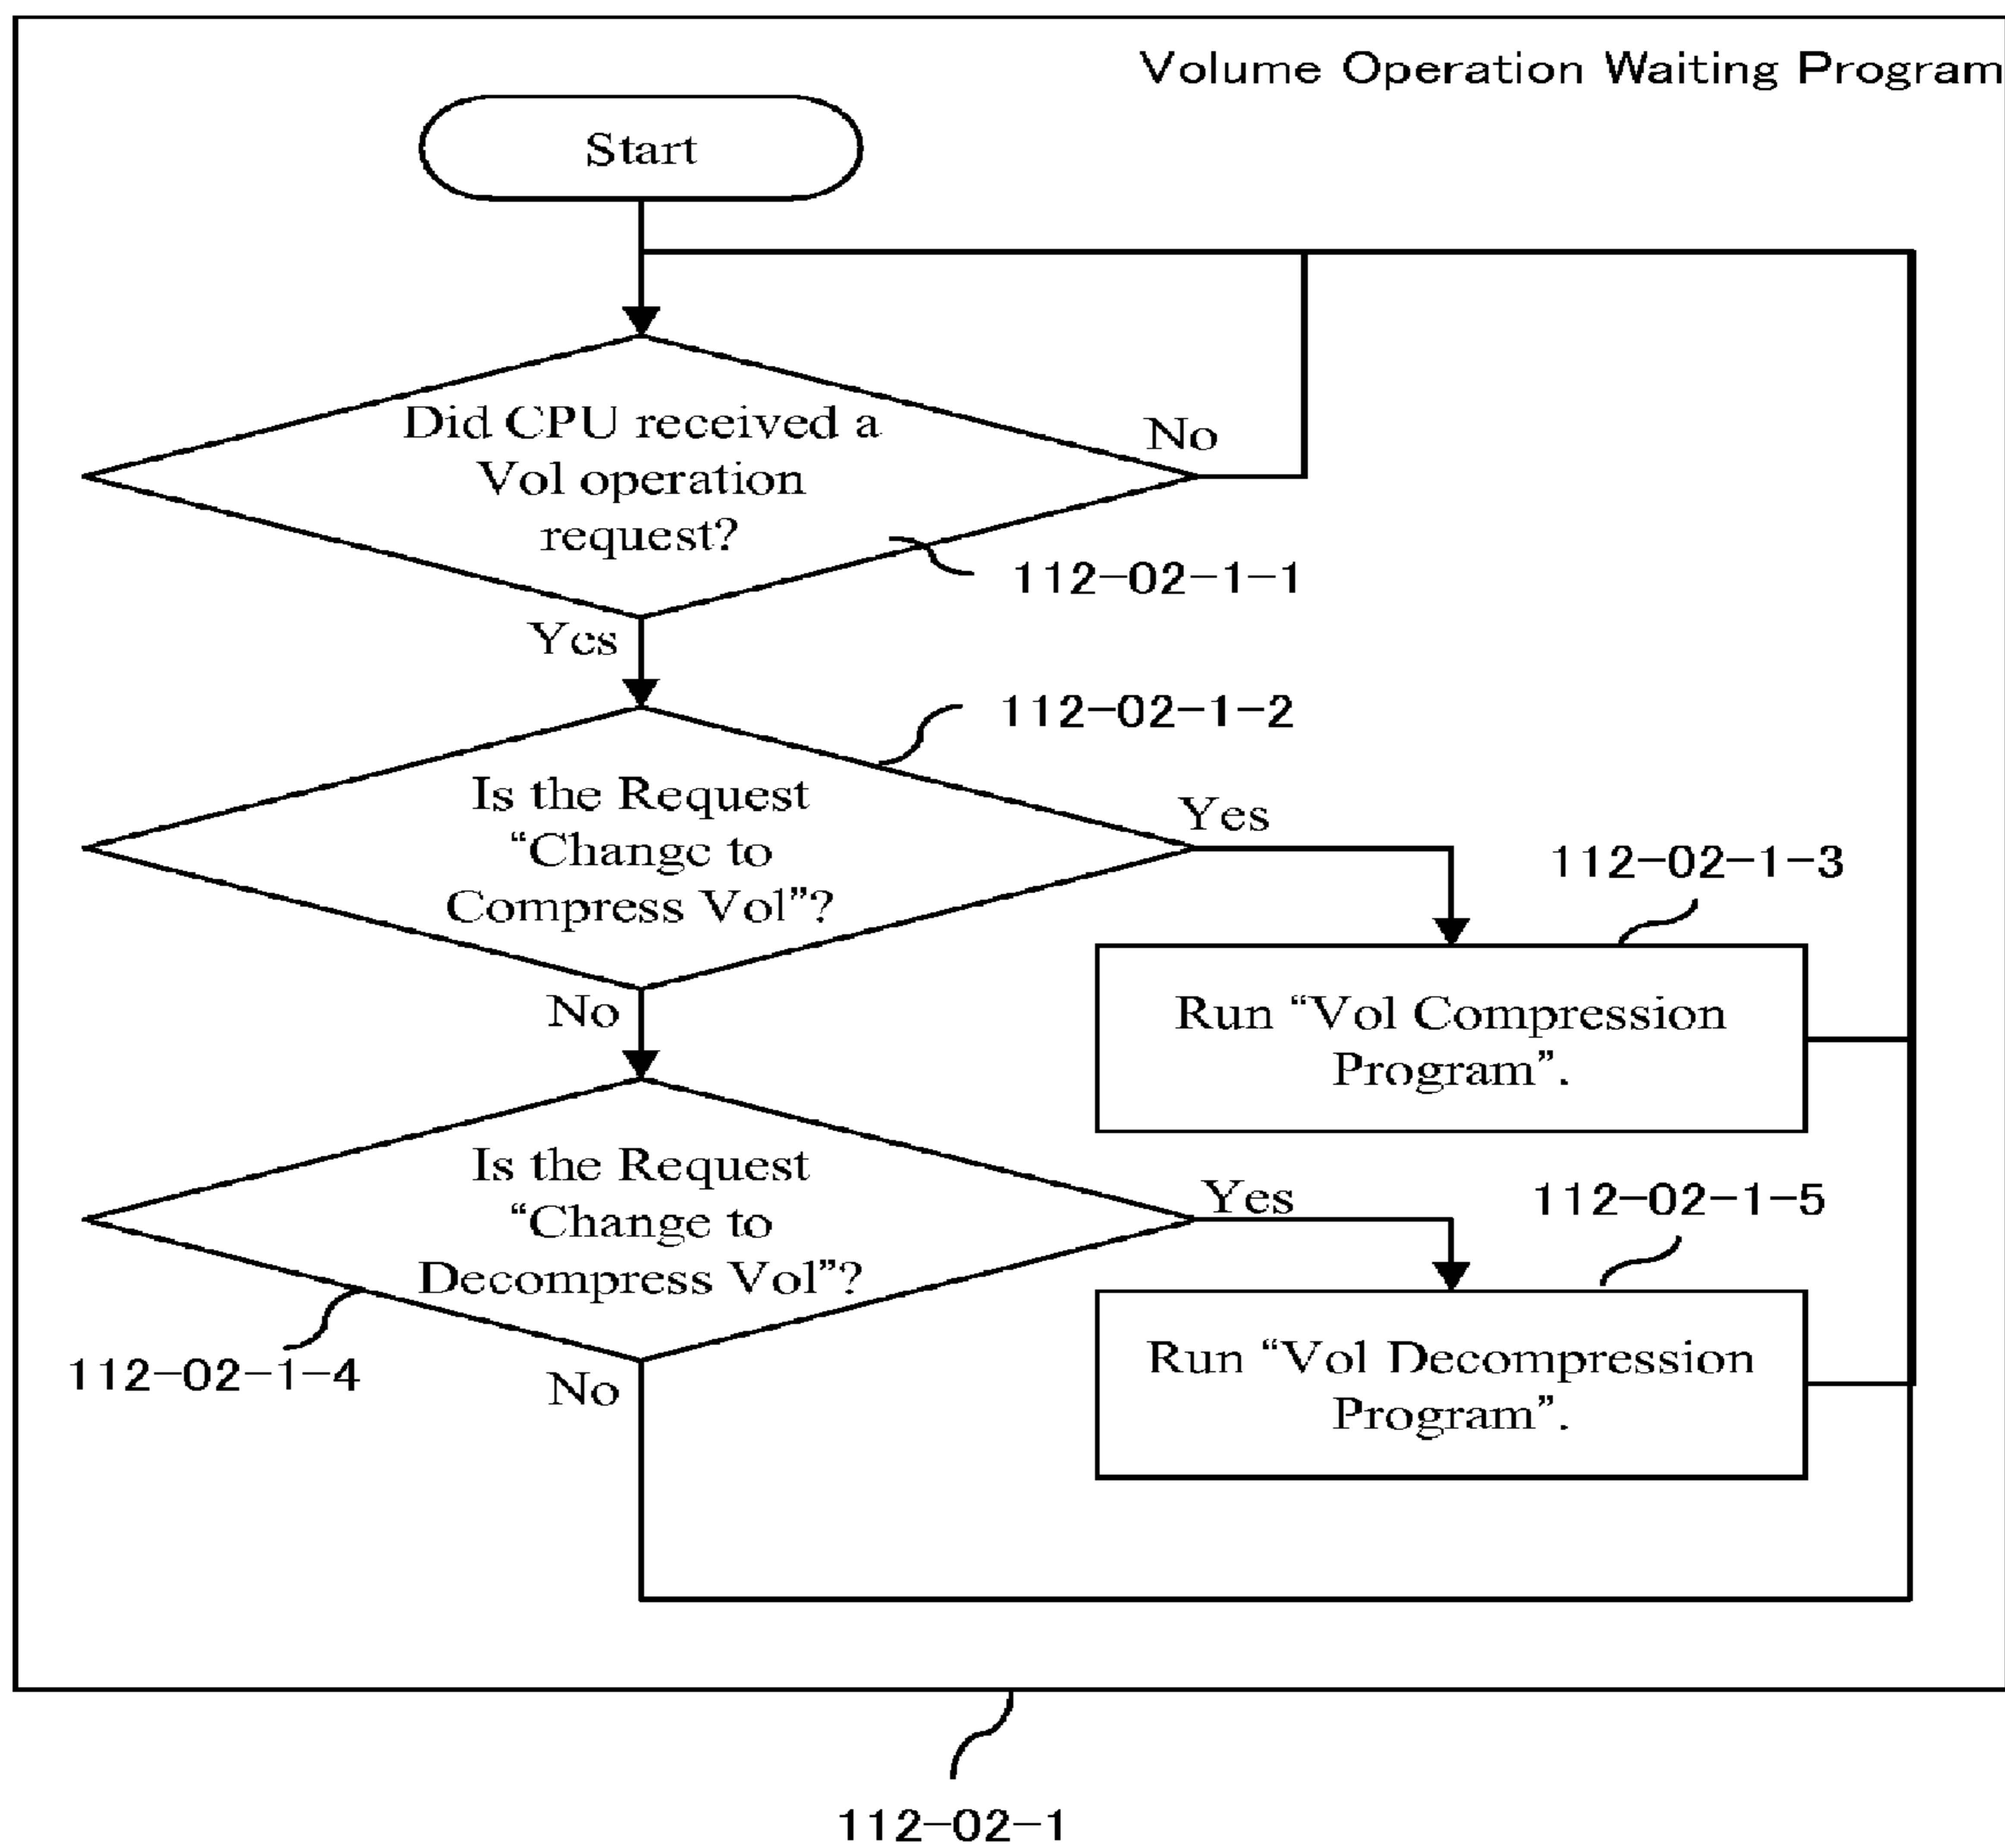 Volume Operation Waiting Program
Start
Did CPU received a
Vol operation
request?
No
112-02-1-1
Yes
112-02-1-2
Is the Request
“Change to
Compress Vol”?
Yes
112-02-1-3
Run “Vol Compression
Program”.
No
Is the Request
“Change to
Decompress Vol”?
Yes
112-02-1-5
Run “Vol Decompression
Program”.
112-02-1-4
No
112-02-1